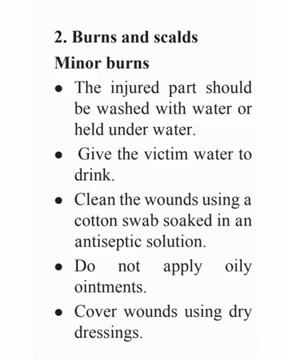 2. Burns and scalds
Minor burns
● The injured part should
be washed with water or
held under water.
● Give the victim water to
drink.
● Clean the wounds using a
cotton swab soaked in an
antiseptic solution.
● Do not apply oily
ointments.
● Cover wounds using dry
dressings.